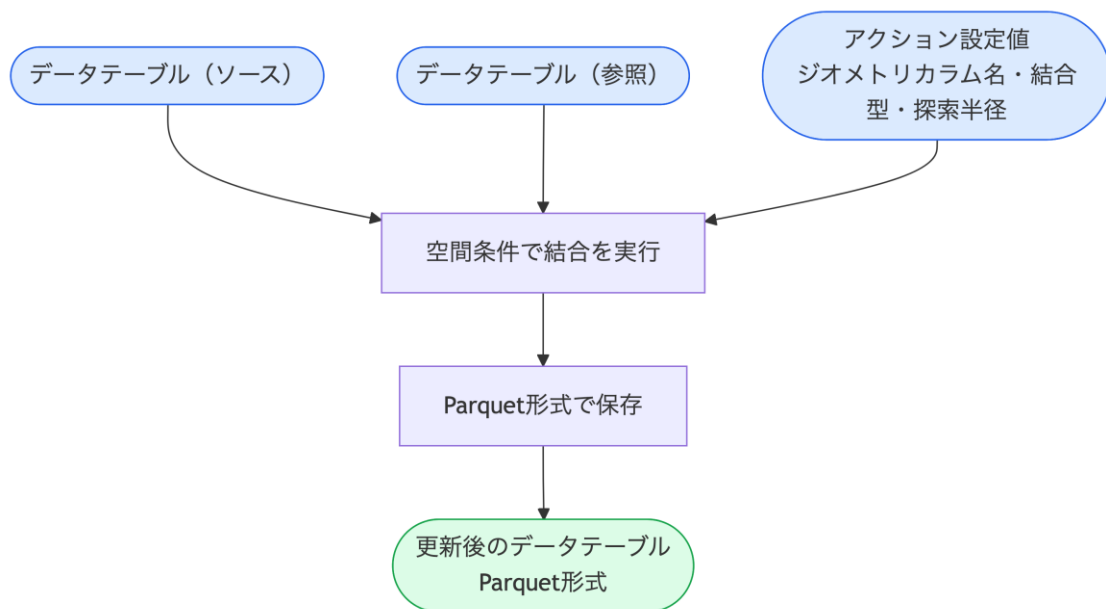 データテーブル（ソース）
データテーブル（参照）
アクション設定値
ジオメトリカラム名・結合
型・探索半径
空間条件で結合を実行
Parquet形式で保存
更新後のデータテーブル
Parquet形式